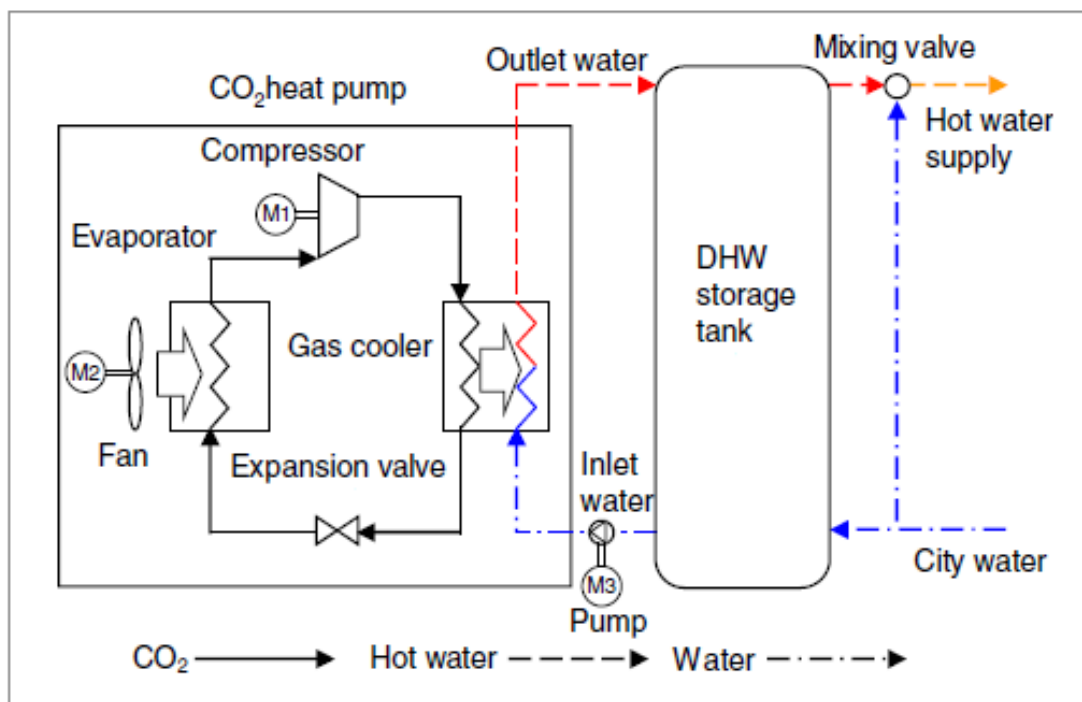 Mixing valve
Outlet water
CO₂heat pump
Hot water
supply
Compressor
M1
Evaporator
DHW
storage
tank
Gas cooler
M2
Fan
Expansion valve
Inlet
water
City water
M3
Pump
CO₂
Hot water
Water